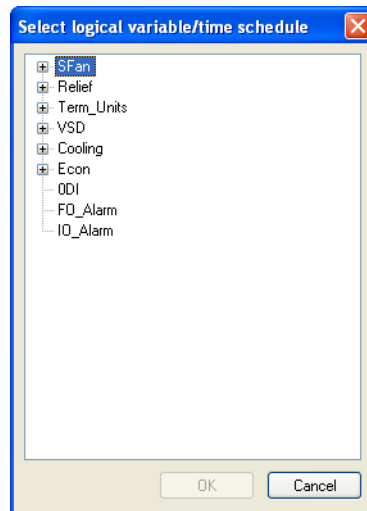 Select logical variable/time schedule
SFan
Relief
Term_Units
VSD
Cooling
Econ
0DI
FO_Alarm
IO_Alarm
OK
Cancel